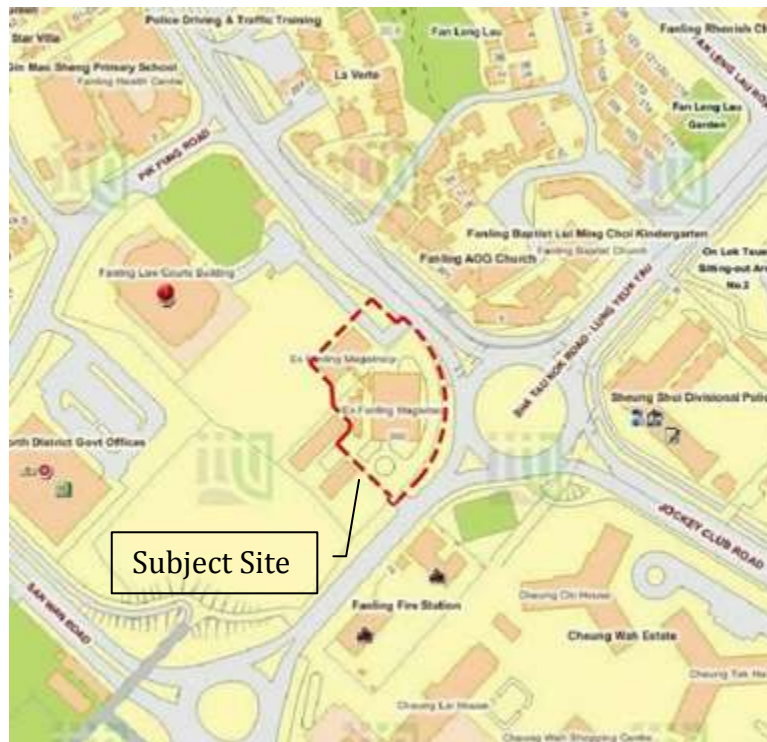 Green
Star Villa
Police Driving & Traffic Training
Fan Leng Lau
Fanling Rhenish Ch
FAN LENG LAU ROAD
Sheng Primary School
Fanling Health Centre
La Verte
Fan Leng Lau
Garden
PIK FUNG ROAD
Fanling Baptist Lui Ming Choi Kindergarten
Fanling Baptist Church
Fanling AOG Church
On Lok Tsuen
Sitting-out Are
No.2
Fanling Law Courts Building
SHA TAU KOK ROAD - LUNG YEUK TAU
Ex Fanling Magistracy
Ex Fanling Magistrac
Sheung Shui Divisional Polic
orth District Govt Offices
Subject Site
JOCKEY CLUB ROAD
SAN WAN ROAD
Fanling Fire Station
Cheung Chi House
Cheung Wah Estate
Cheung Tak Ho
Cheung Lai House
Cheung Wah Shopping Centre